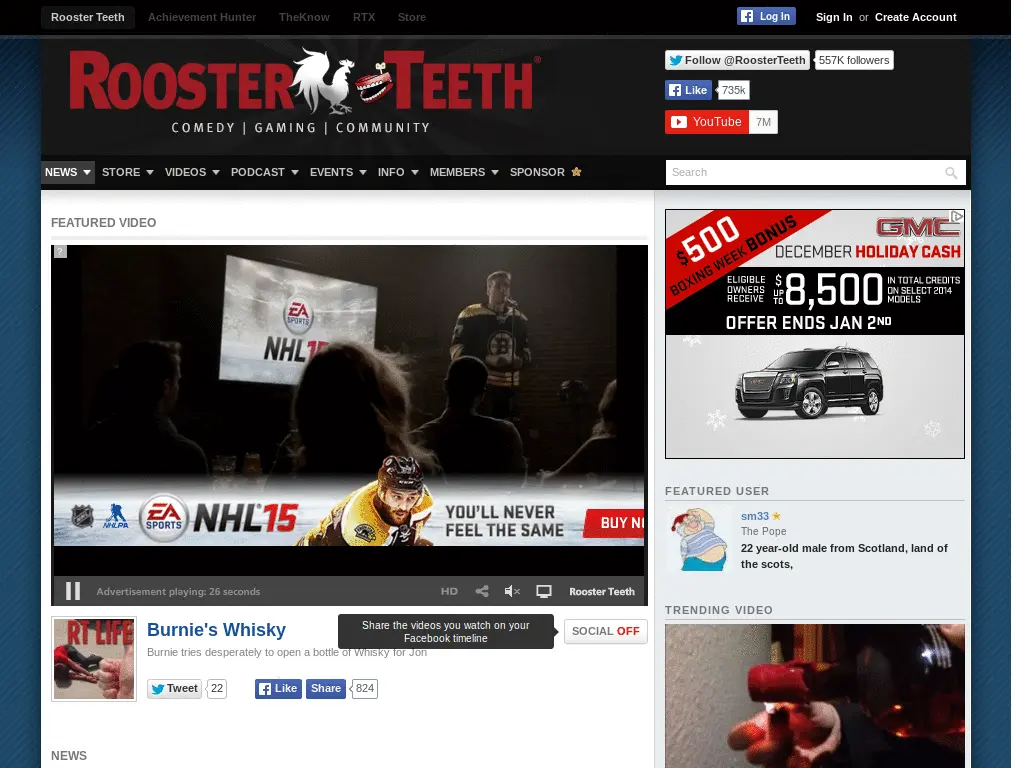 Rooster Teeth Achievement Hunter TheKnow RTX Store Log In Sign In or Create Account
ROOSTER TEETH®
COMEDY | GAMING | COMMUNITY
Follow @RoosterTeeth 557K followers
Like 735k
YouTube 7M
NEWS STORE VIDEOS PODCAST EVENTS INFO MEMBERS SPONSOR Search
FEATURED VIDEO
?
EA
SPORTS
NHL1
NHL
NHLPA
EA
SPORTS
NHL15
YOU'LL NEVER
FEEL THE SAME
BUY N
Advertisement playing: 26 seconds HD Rooster Teeth
RT LIFE
Burnie's Whisky
Burnie tries desperately to open a bottle of Whisky for Jon
Share the videos you watch on your
Facebook timeline
SOCIAL OFF
Tweet 22 Like Share 824
NEWS
$500
BOXING WEEK BONUS
GMC
DECEMBER HOLIDAY CASH
ELIGIBLE
OWNERS
RECEIVE
$
UP
TO
8,500
IN TOTAL CREDITS
ON SELECT 2014
MODELS
OFFER ENDS JAN 2ND
FEATURED USER
sm33
The Pope
22 year-old male from Scotland, land of
the scots,
TRENDING VIDEO